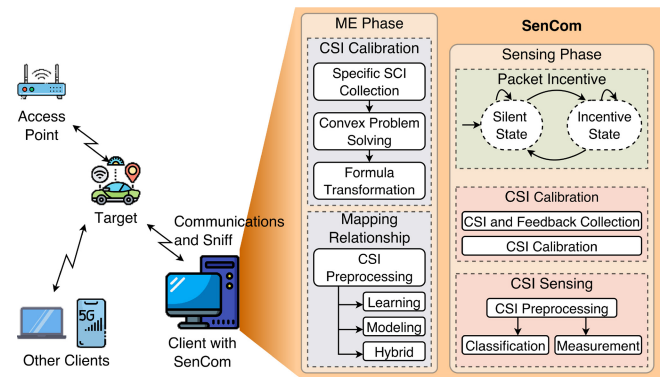 Access
Point
Target
Communications
and Sniff
Client with
SenCom
5G
Other Clients
ME Phase
CSI Calibration
Specific SCI
Collection
Convex Problem
Solving
Formula
Transformation
Mapping
Relationship
CSI
Preprocessing
Learning
Modeling
Hybrid
SenCom
Sensing Phase
Packet Incentive
Silent
State
Incentive
State
CSI Calibration
CSI and Feedback Collection
CSI Calibration
CSI Sensing
CSI Preprocessing
Classification
Measurement